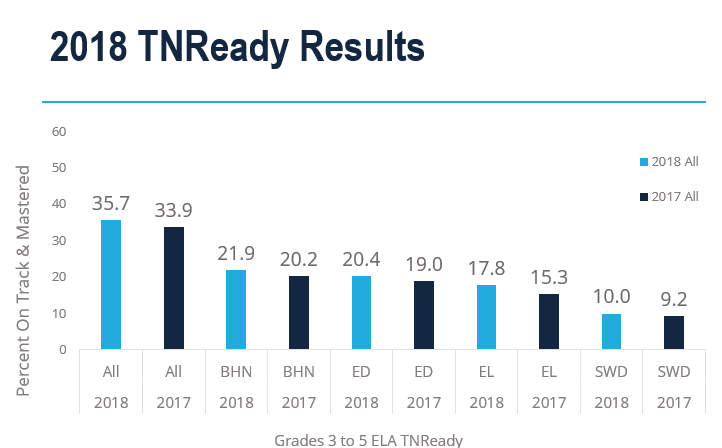 2018 TNReady Results
Percent On Track & Mastered
60
50
40
30
20
10
0
2018 All
2017 All
35.7
33.9
21.9
20.2
20.4
19.0
17.8
15.3
10.0
9.2
All All BHN BHN ED ED EL EL SWD SWD
2018 2017 2018 2017 2018 2017 2018 2017 2018 2017
Grades 3 to 5 ELA TNReady